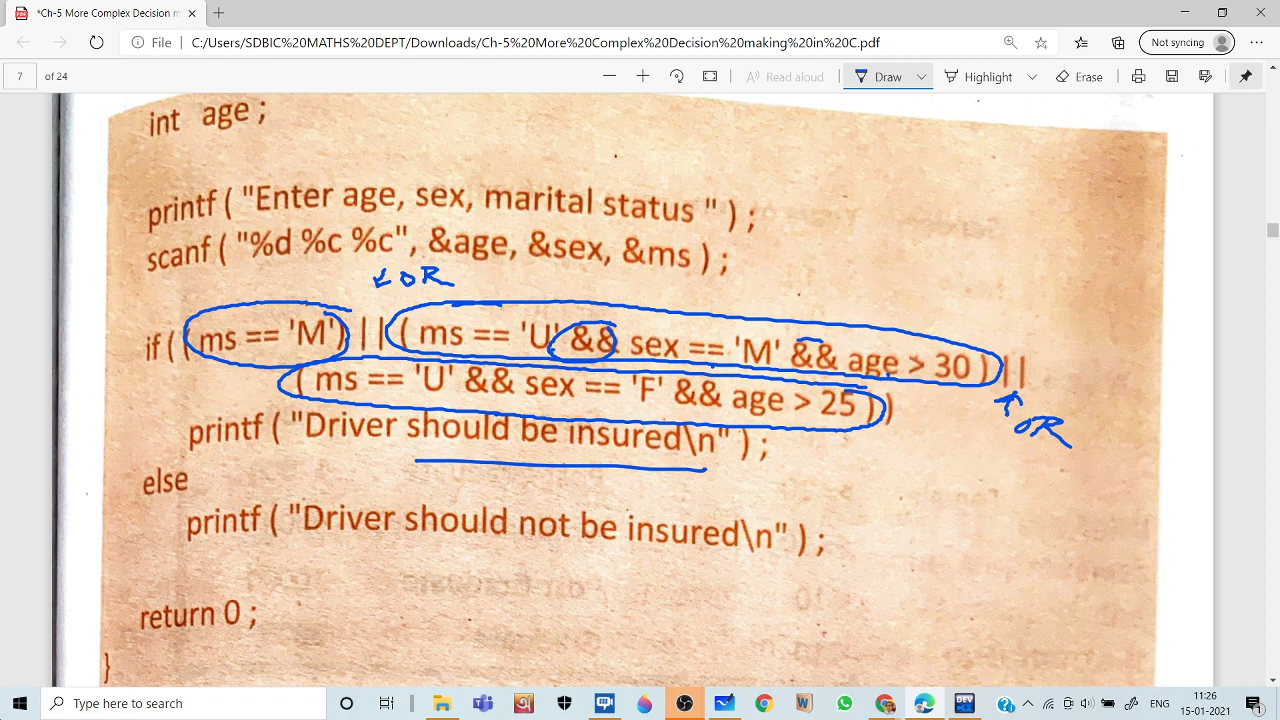 *Ch-5 More Complex Decision m
File
C:/Users/SDBIC%20MATHS%20DEPT/Downloads/Ch-5%20More%20Complex%20Decision%20making%20in%20C.pdf
Not syncing
7 of 24
Read aloud
Draw
Highlight
Erase
int age ;
printf ( "Enter age, sex, marital status " ) ;
scanf ( "%d %c %c", &age, &sex, &ms ) ;
OR
if ( ( ms == 'M') || ( ms == 'U' && sex == 'M' && age > 30 ) ||
( ms == 'U' && sex == 'F' && age > 25 ) )
OR
printf ( "Driver should be insured\n" ) ;
else
printf ( "Driver should not be insured\n" ) ;
return 0 ;
}
Type here to search
DEV
ENG
11:26
15-01-2021